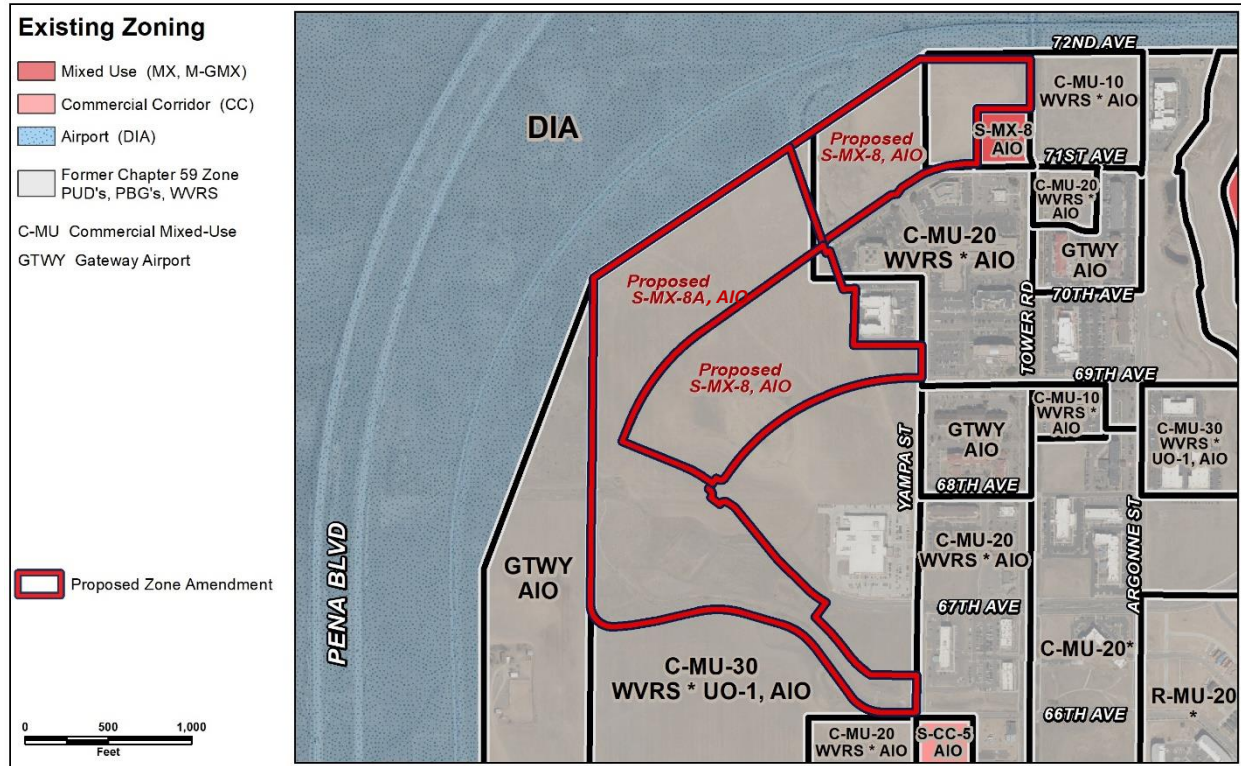 Existing Zoning
Mixed Use (MX, M-GMX)
Commercial Corridor (CC)
Airport (DIA)
Former Chapter 59 Zone
PUD's, PBG's, WVRS
C-MU Commercial Mixed-Use
GTWY Gateway Airport
Proposed Zone Amendment
0 500 1,000
Feet
72ND AVE
DIA
C-MU-10
WVRS * AIO
Proposed
S-MX-8, AIO
S-MX-8
AIO
71ST AVE
C-MU-20
WVRS *
AIO
C-MU-20
WVRS * AIO
GTWY
AIO
70TH AVE
TOWER RD
Proposed
S-MX-8A, AIO
Proposed
S-MX-8, AIO
69TH AVE
C-MU-10
WVRS *
AIO
GTWY
AIO
C-MU-30
WVRS *
UO-1, AIO
YAMPA ST
68TH AVE
ARGONNE ST
PENA BLVD
GTWY
AIO
C-MU-20
WVRS * AIO
67TH AVE
C-MU-30
WVRS * UO-1, AIO
C-MU-20*
R-MU-20
*
66TH AVE
C-MU-20
WVRS * AIO
S-CC-5
AIO